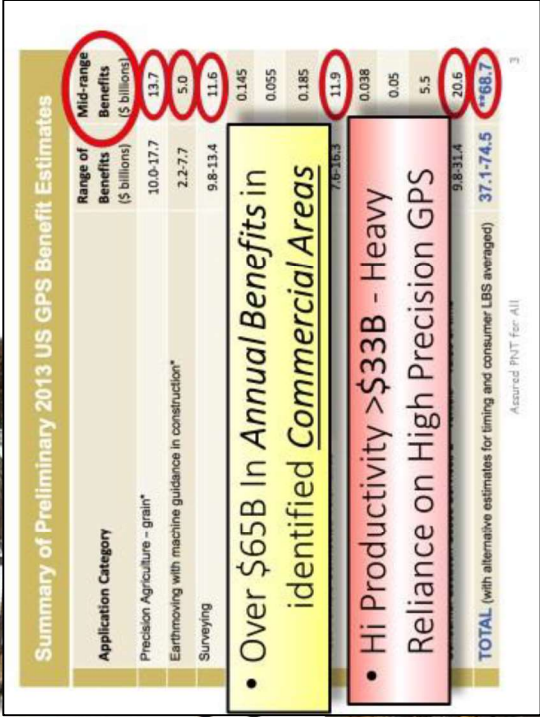 Summary of Preliminary 2013 US GPS Benefit Estimates
Application Category
Range of
Benefits
($ billions)
Mid-range
Benefits
($ billions)
Precision Agriculture – grain* 10.0-17.7 13.7
Earthmoving with machine guidance in construction* 2.2-7.7 5.0
Surveying 9.8-13.4 11.6
0.145
0.055
0.185
7.6-16.3 11.9
0.038
0.05
5.5
9.8-31.4 20.6
• Over $65B In Annual Benefits in
identified Commercial Areas
• Hi Productivity >$33B - Heavy
Reliance on High Precision GPS
TOTAL (with alternative estimates for timing and consumer LBS averaged) 37.1-74.5 **68.7
Assured PNT for All
3